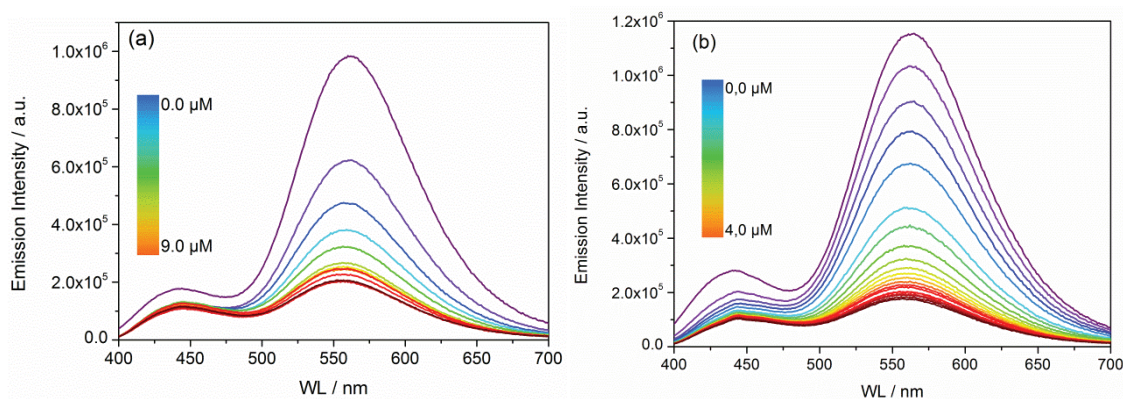 (a)
1.0x10⁶
8.0x10⁵
6.0x10⁵
4.0x10⁵
2.0x10⁵
0.0
Emission Intensity / a.u.
0.0 µM
9.0 µM
400 450 500 550 600 650 700
WL / nm
(b)
1.2x10⁶
1.0x10⁶
8.0x10⁵
6.0x10⁵
4.0x10⁵
2.0x10⁵
0.0
Emission Intensity / a.u.
0,0 µM
4,0 µM
400 450 500 550 600 650 700
WL / nm